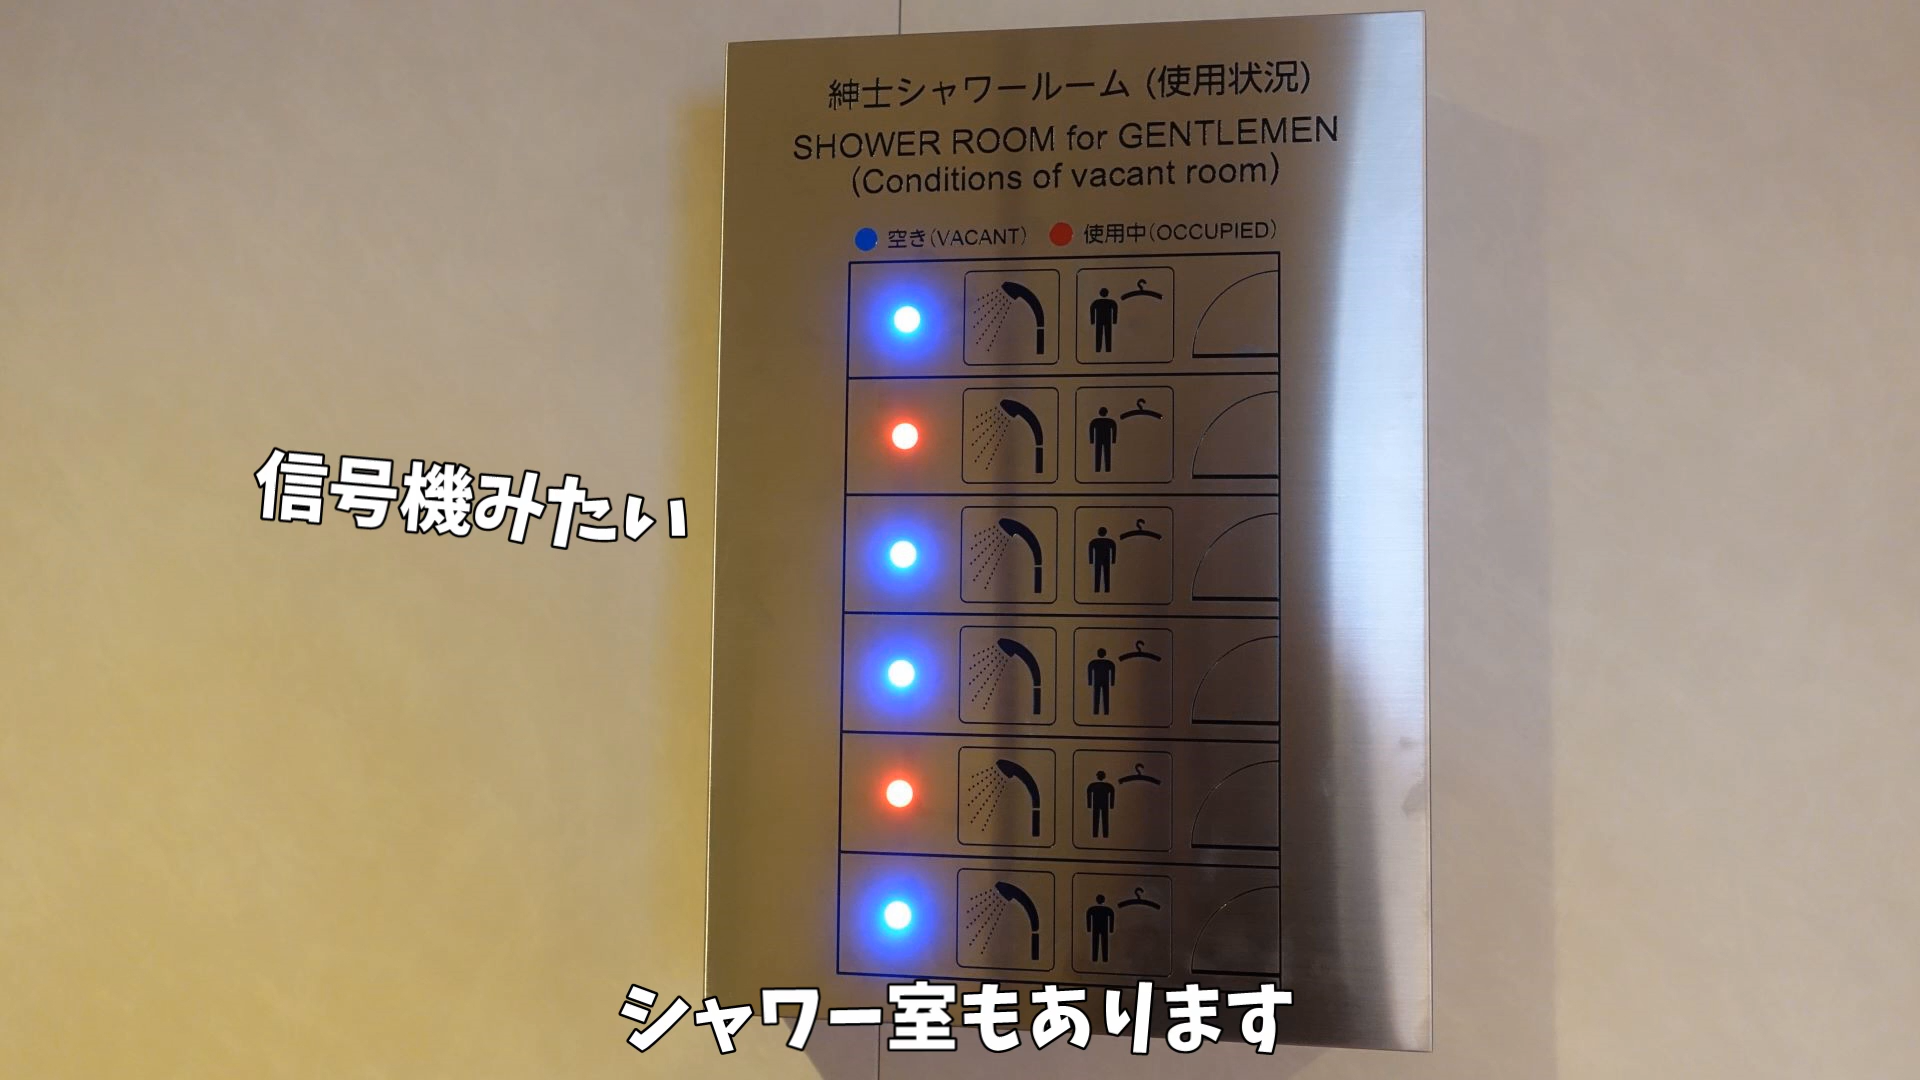 紳士シャワールーム (使用状況)
SHOWER ROOM for GENTLEMEN
(Conditions of vacant room)
空き(VACANT) 使用中(OCCUPIED)
信号機みたい
シャワー室もあります